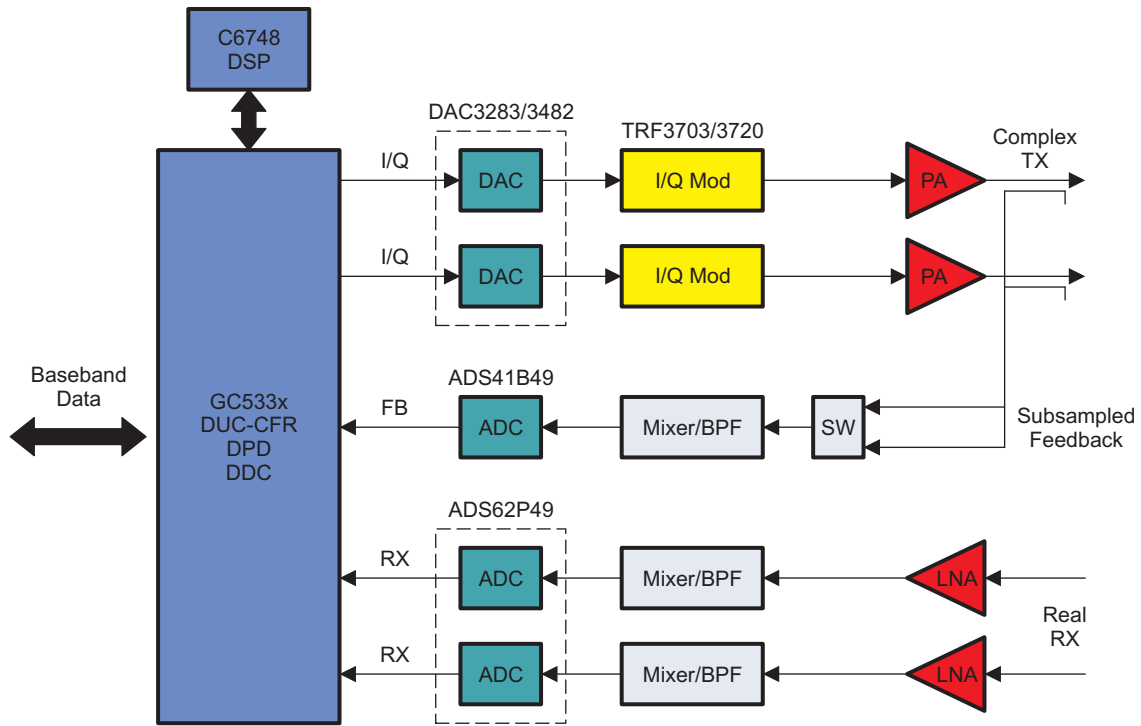 C6748
DSP
DAC3283/3482
TRF3703/3720
Complex
TX
I/Q
DAC
I/Q Mod
PA
I/Q
DAC
I/Q Mod
PA
Baseband
Data
GC533x
DUC-CFR
DPD
DDC
ADS41B49
FB
ADC
Mixer/BPF
SW
Subsampled
Feedback
ADS62P49
RX
ADC
Mixer/BPF
LNA
Real
RX
RX
ADC
Mixer/BPF
LNA